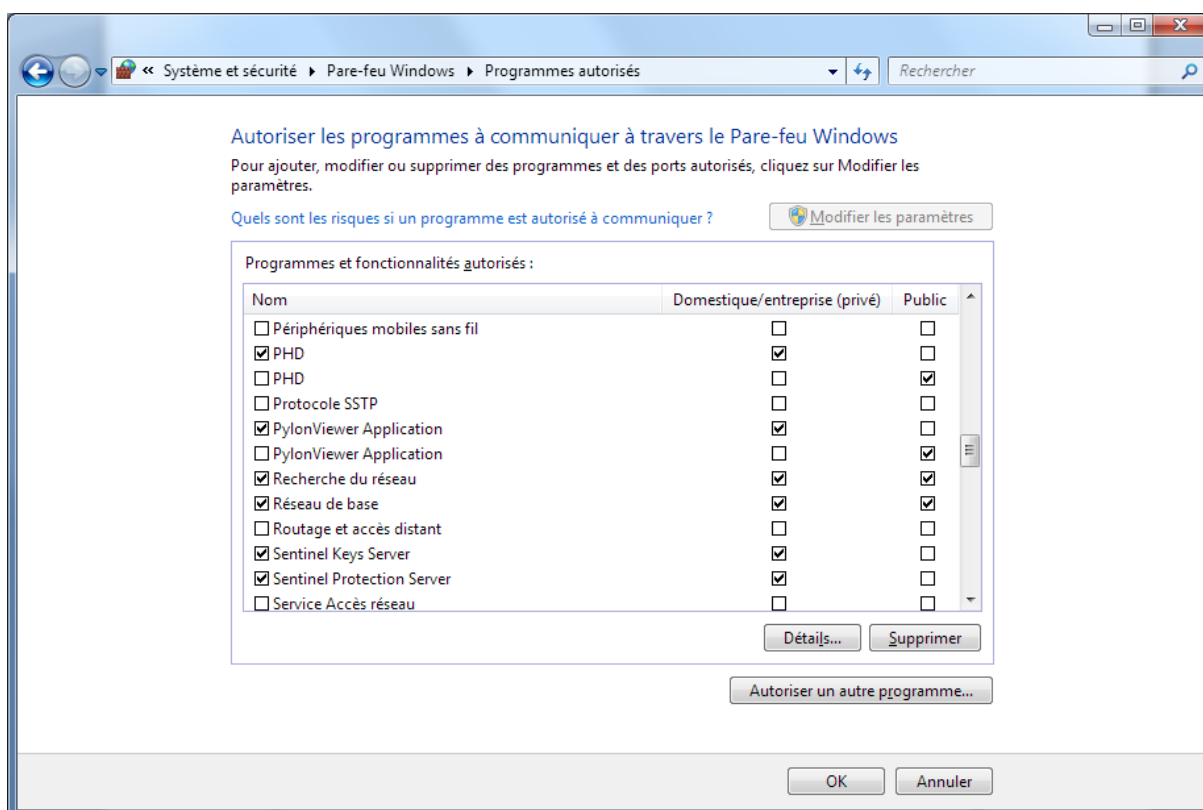 « Système et sécurité Pare-feu Windows Programmes autorisés Rechercher
Autoriser les programmes à communiquer à travers le Pare-feu Windows
Pour ajouter, modifier ou supprimer des programmes et des ports autorisés, cliquez sur Modifier les
paramètres.
Quels sont les risques si un programme est autorisé à communiquer ? Modifier les paramètres
Programmes et fonctionnalités autorisés :
Nom Domestique/entreprise (privé) Public
Périphériques mobiles sans fil
PHD
PHD
Protocole SSTP
PylonViewer Application
PylonViewer Application
Recherche du réseau
Réseau de base
Routage et accès distant
Sentinel Keys Server
Sentinel Protection Server
Service Accès réseau
Détails... Supprimer
Autoriser un autre programme...
OK Annuler